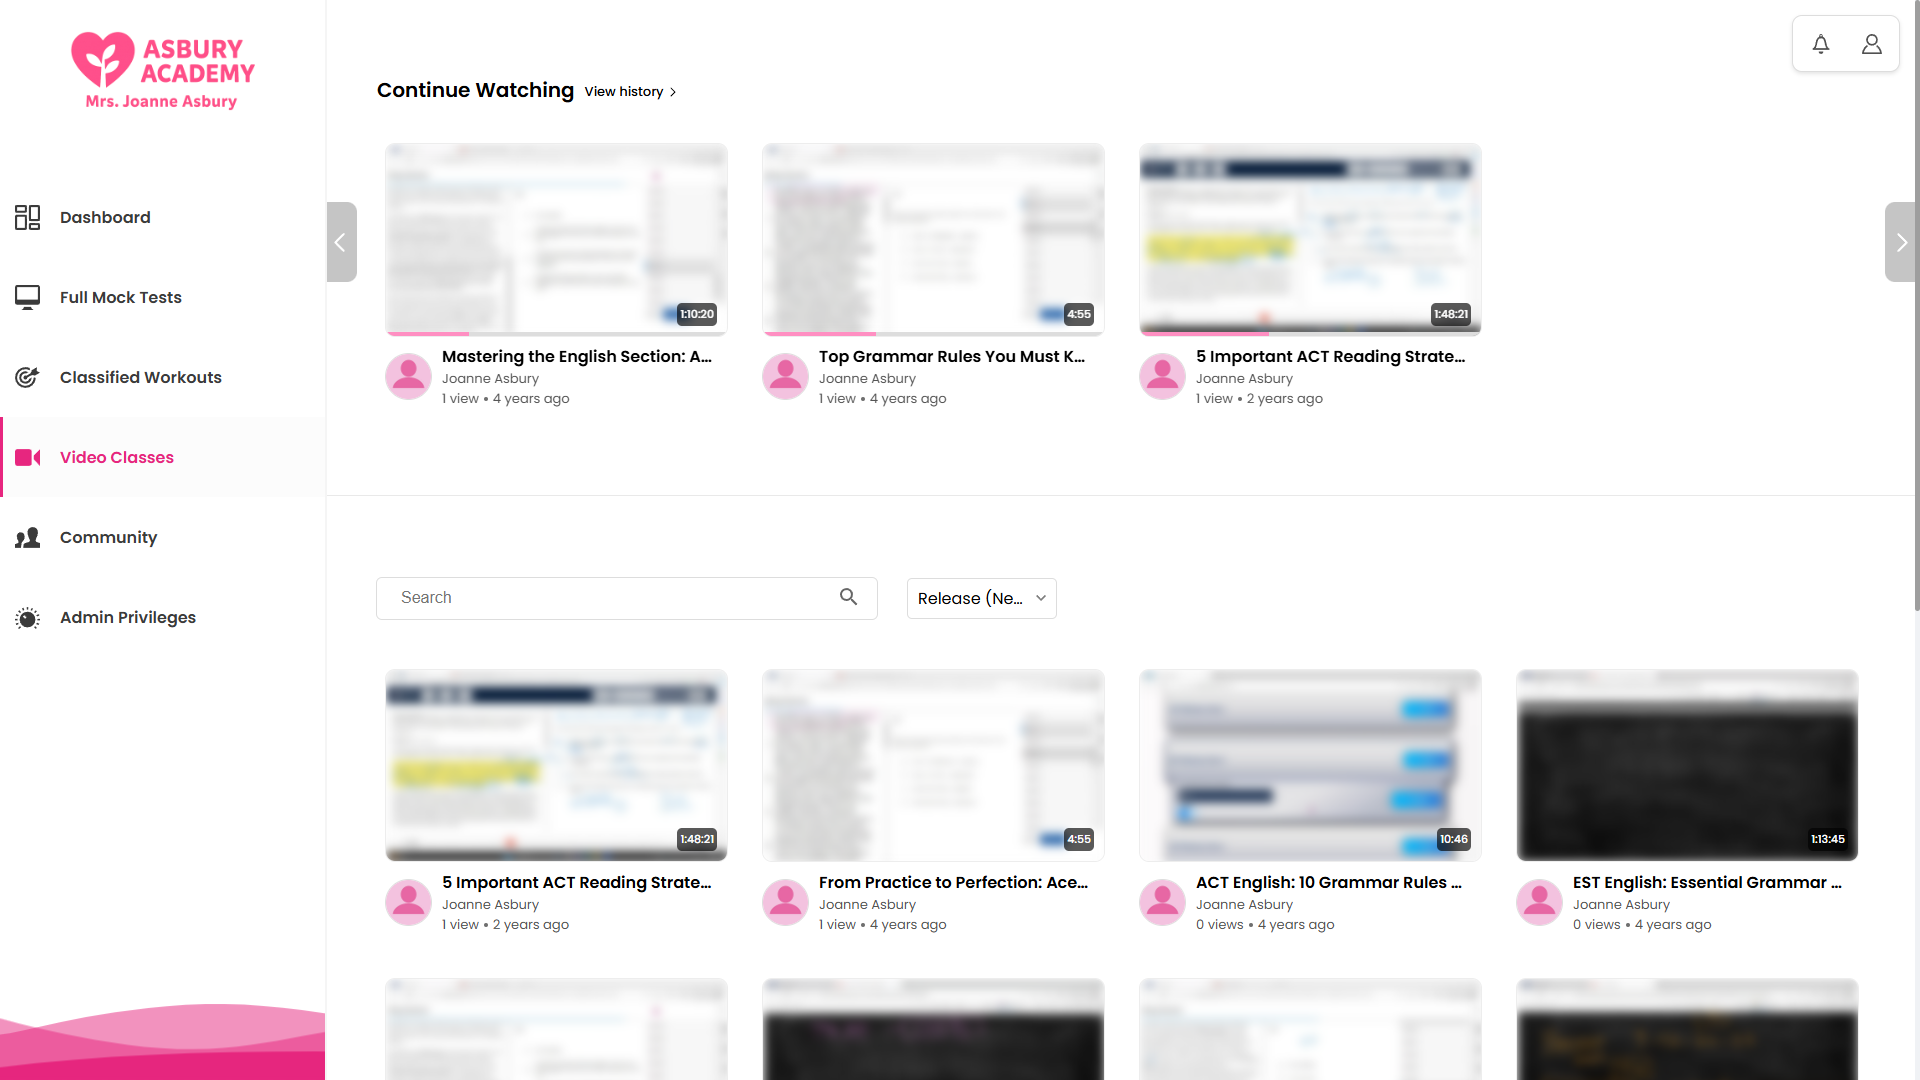 ASBURY
ACADEMY
Mrs. Joanne Asbury
Dashboard
Full Mock Tests
Classified Workouts
Video Classes
Community
Admin Privileges
Continue Watching View history
1:10:20
Mastering the English Section: A...
Joanne Asbury
1 view • 4 years ago
4:55
Top Grammar Rules You Must K...
Joanne Asbury
1 view • 4 years ago
1:48:21
5 Important ACT Reading Strate...
Joanne Asbury
1 view • 2 years ago
Search
Release (Ne...
1:48:21
5 Important ACT Reading Strate...
Joanne Asbury
1 view • 2 years ago
4:55
From Practice to Perfection: Ace...
Joanne Asbury
1 view • 4 years ago
10:46
ACT English: 10 Grammar Rules ...
Joanne Asbury
0 views • 4 years ago
1:13:45
EST English: Essential Grammar ...
Joanne Asbury
0 views • 4 years ago